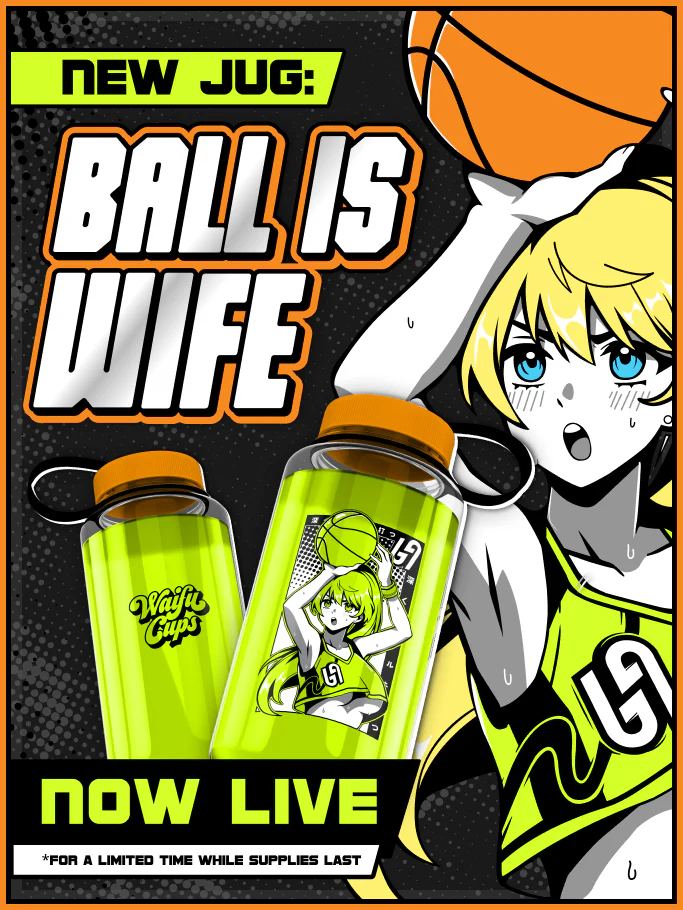 NEW JUG:
BALL IS
WIFE
Waifu
Cups
NOW LIVE
*FOR A LIMITED TIME WHILE SUPPLIES LAST